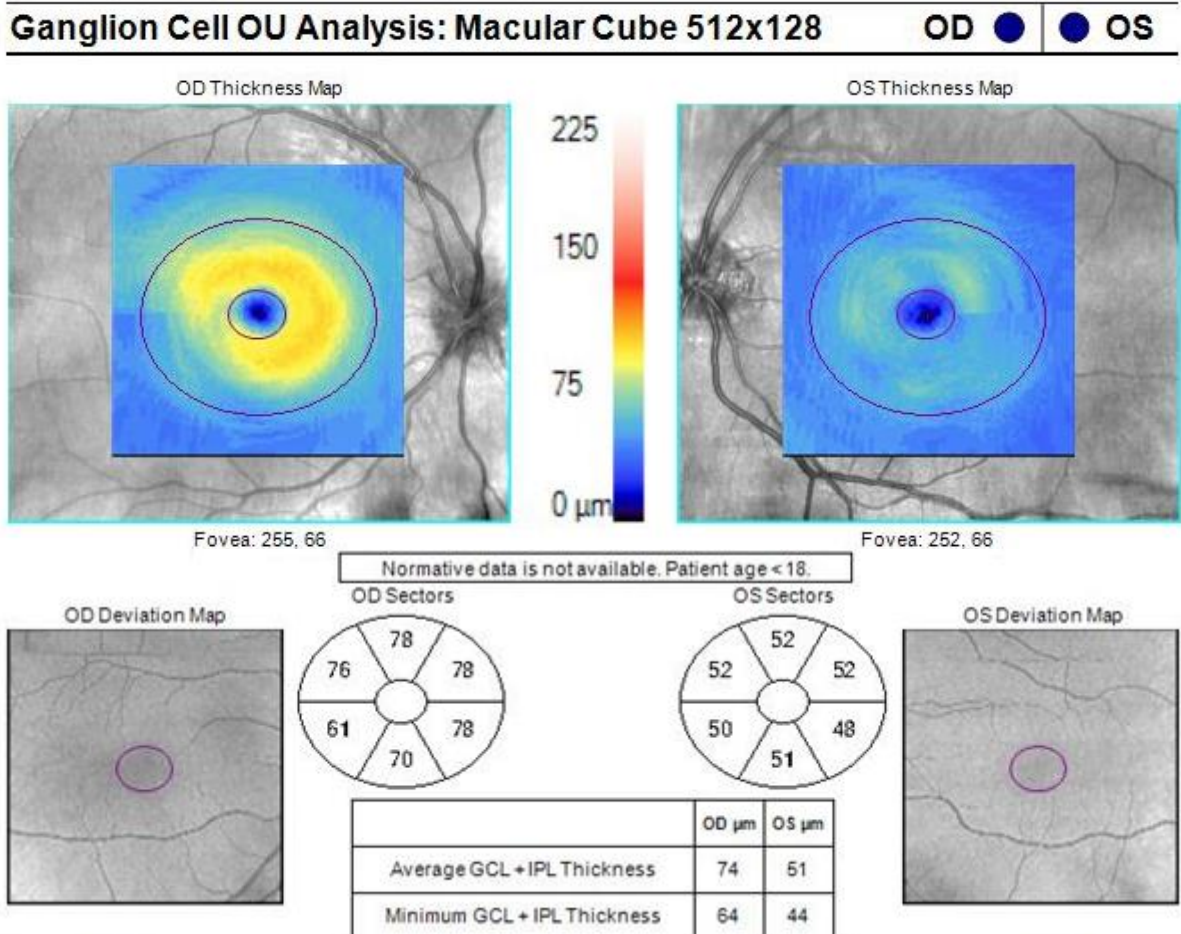 Ganglion Cell OU Analysis: Macular Cube 512x128 OD OS
OD Thickness Map OS Thickness Map
225
150
75
0 µm
Fovea: 255, 66 Fovea: 252, 66
Normative data is not available. Patient age < 18.
OD Deviation Map OD Sectors OS Sectors OS Deviation Map
78 52
76 78 52 52
61 78 50 48
70 51
OD µm OS µm
Average GCL + IPL Thickness 74 51
Minimum GCL + IPL Thickness 64 44